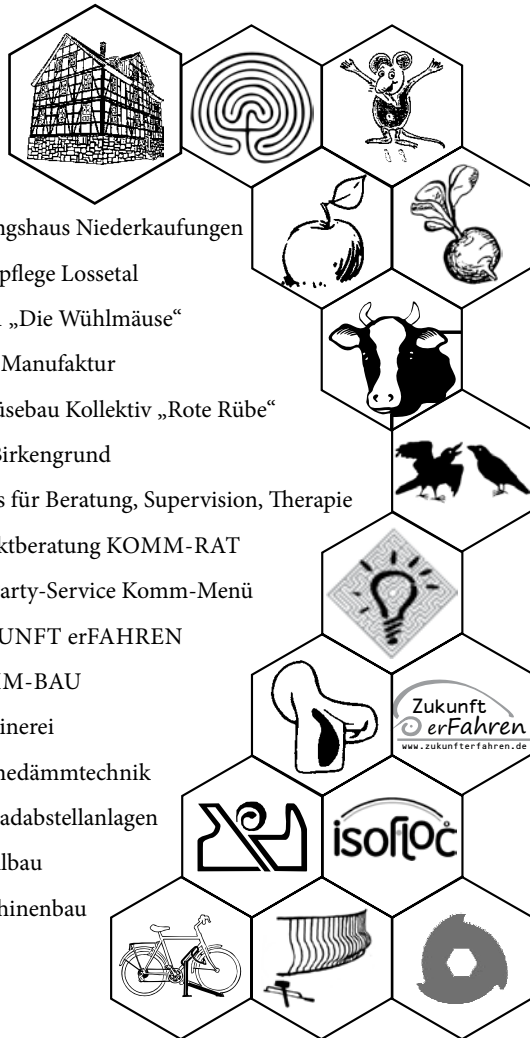 ngshaus Niederkaufungen
pflege Lossetal
„Die Wühlmäuse“
Manufaktur
üsebau Kollektiv „Rote Rübe“
Birkengrund
s für Beratung, Supervision, Therapie
ktberatung KOMM-RAT
arty-Service Komm-Menü
UNFT erFAHREN
M-BAU
inerei
nedämmtechnik
adabstellanlagen
lbau
hinenbau
Zukunft
erFahren
www.zukunfterfahren.de
isofloc